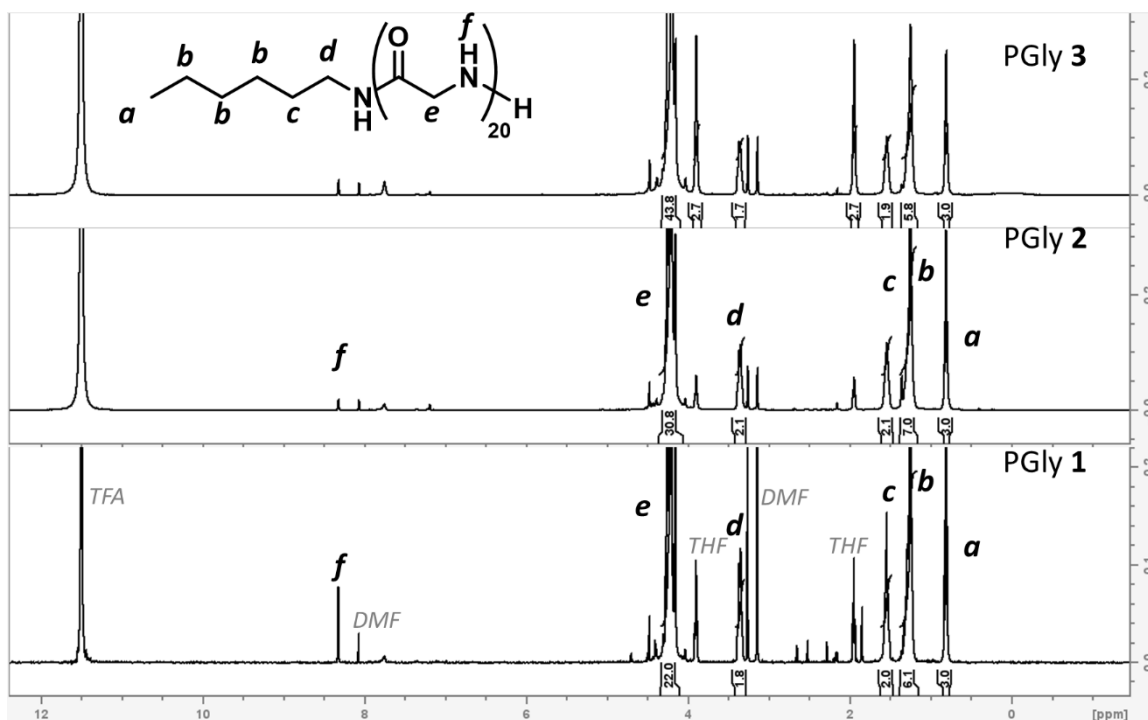 f
O
H
N
PGly 3
b
b
d
a
b
c
N
H
e
H
20
43.8
2.7
1.7
2.7
1.9
5.8
3.0
PGly 2
e
c
b
d
f
a
30.8
2.1
2.1
7.0
3.0
PGly 1
TFA
e
DMF
c
b
d
THF
THF
f
a
DMF
22.0
1.8
2.0
6.1
3.0
12
10
8
6
4
2
0
[ppm]